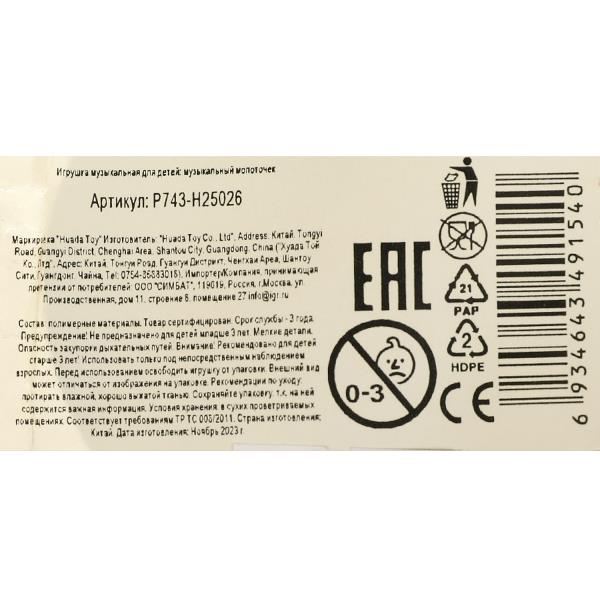 Игрушка музыкальная для детей: музыкальный молоточек
Артикул: P743-H25026
Маркировка "Huada Toy" Изготовитель: "Huada Toy Co., Ltd", Address: Китай, Tongyi
Road, Guangyi District, Chenghai Area, Shantou City, Guangdong, China ("Хуада Той
Ко., Лтд", Адрес: Китай, Тонгуи Роад, Гуангуи Дистрикт, Ченгхаи Ареа, Шантоу
Сити, Гуангдонг, Чайна, Tel: 0754-86883018). Импортер/Компания, принимающая
претензии от потребителей: ООО "СИМБАТ", 119619, Россия, г.Москва, ул.
Производственная, дом 11, строение 6, помещение 27 info@igr.ru
Состав: полимерные материалы. Товар сертифицирован. Срок службы - 3 года.
Предупреждение! Не предназначено для детей младше 3 лет. Мелкие детали.
Опасность закупорки дыхательных путей. Внимание! Рекомендовано для детей
старше 3 лет! Использовать только под непосредственным наблюдением
взрослых. Перед использованием освободить игрушку от упаковки. Внешний вид
может отличаться от изображения на упаковке. Рекомендации по уходу:
протирать влажной, хорошо выжатой тканью. Сохраняйте упаковку, т.к. на ней
содержится важная информация. Условия хранения: в сухих проветриваемых
помещениях. Соответствует требованиям ТР ТС 008/2011. Страна изготовления:
Китай. Дата изготовления: Ноябрь 2023 г.
EAC
0-3
21
PAP
2
HDPE
CE
6 934643 491540